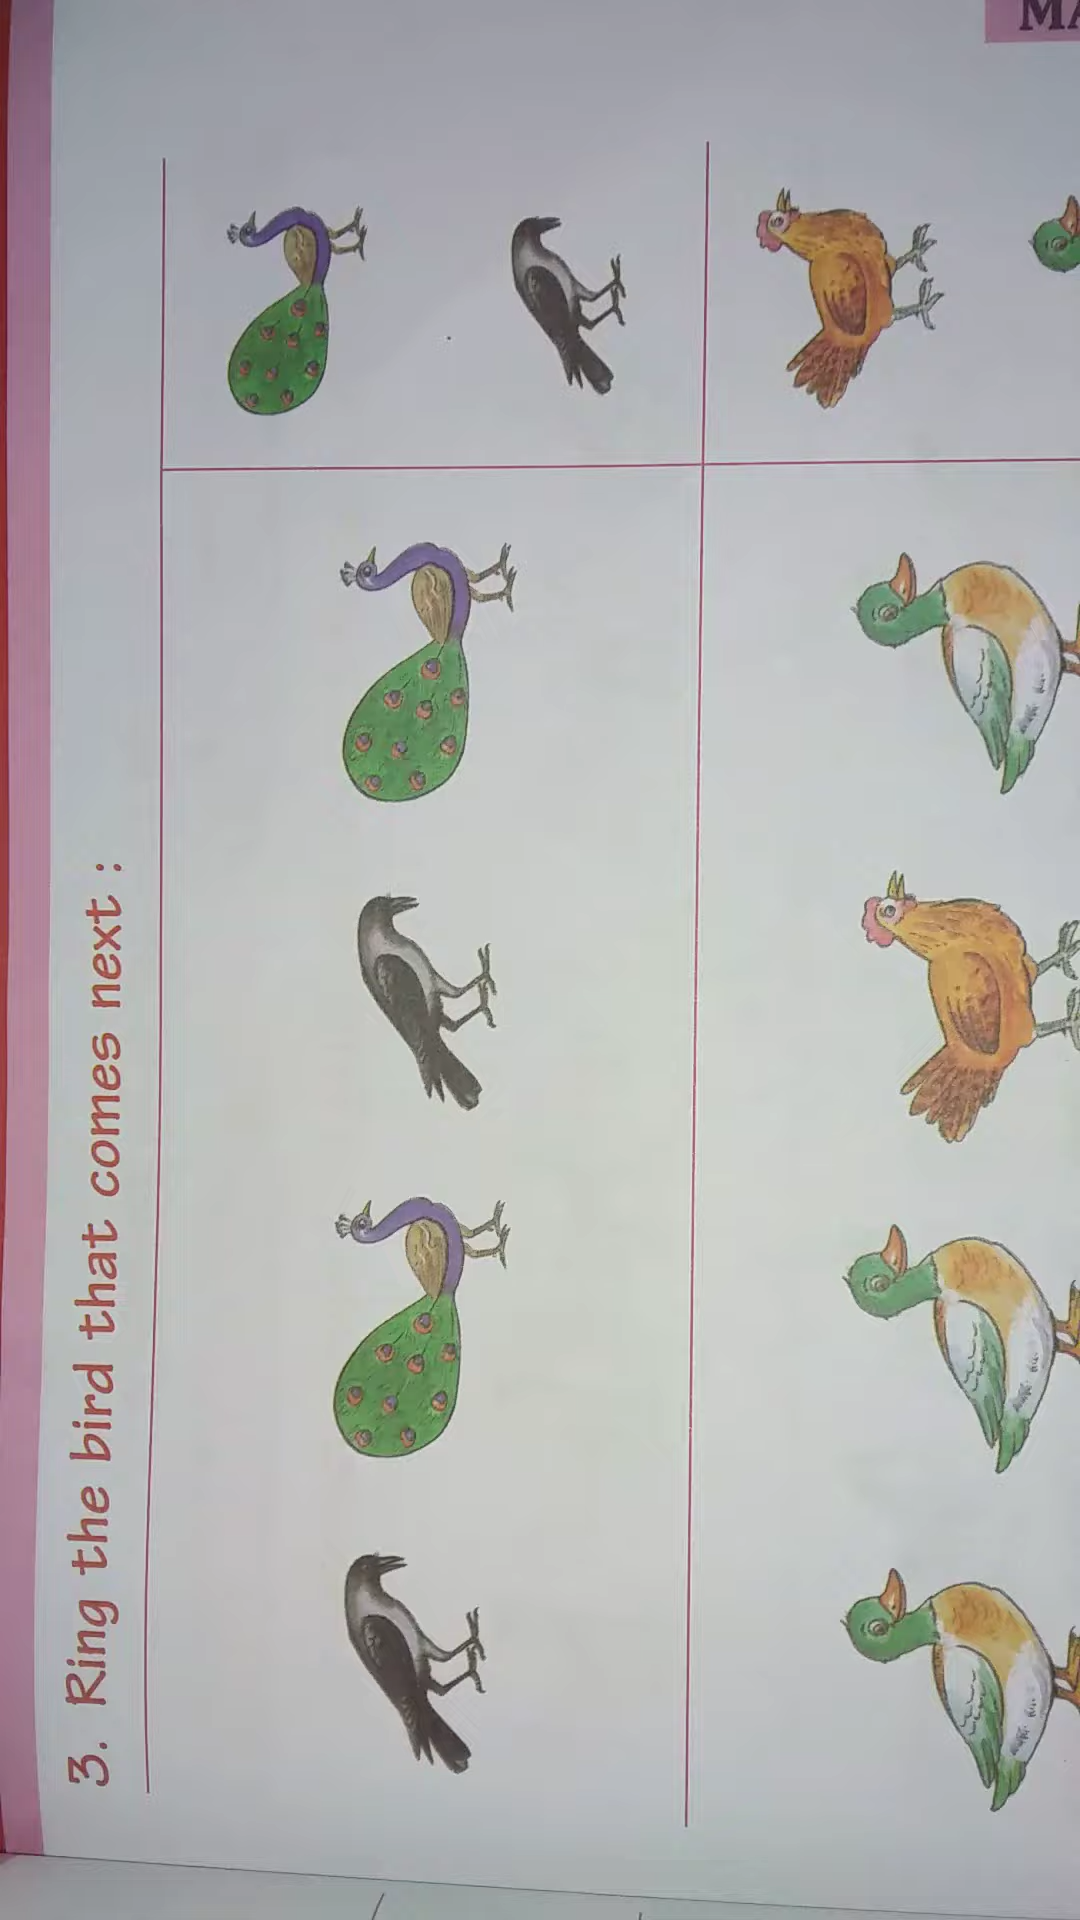 3. Ring the bird that comes next :